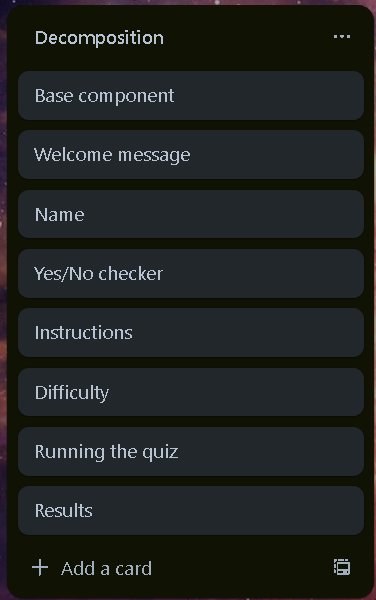 Decomposition
Base component
Welcome message
Name
Yes/No checker
Instructions
Difficulty
Running the quiz
Results
Add a card